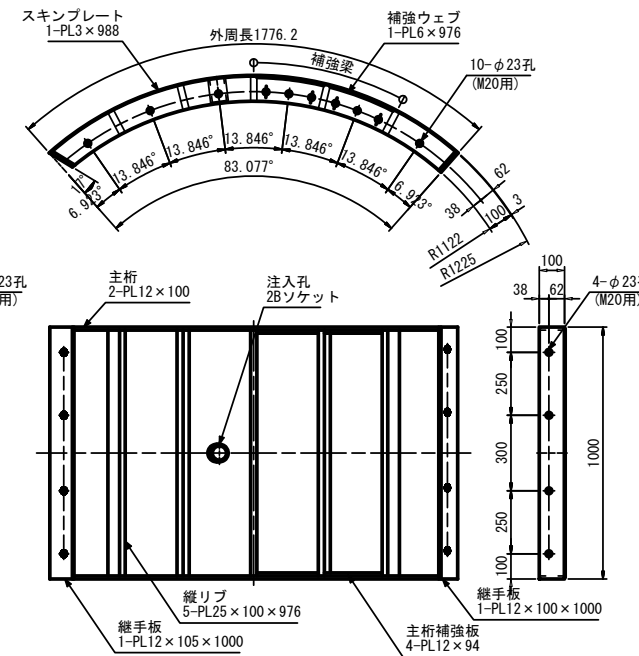 スキンプレート
1-PL3×988
外周長1776.2
補強ウェブ
1-PL6×976
補強梁
10-φ23孔
(M20用)
13.846°
13.846°
13.846°
13.846°
13.846°
6.923°
6.923°
83.077°
62
38
3
100
R1122
R1225
23孔
用)
主桁
2-PL12×100
注入孔
2Bソケット
100
38
62
4-φ23孔
(M20用)
100
250
300
250
100
1000
縦リブ
5-PL25×100×976
継手板
1-PL12×105×1000
継手板
1-PL12×100×1000
主桁補強板
4-PL12×94